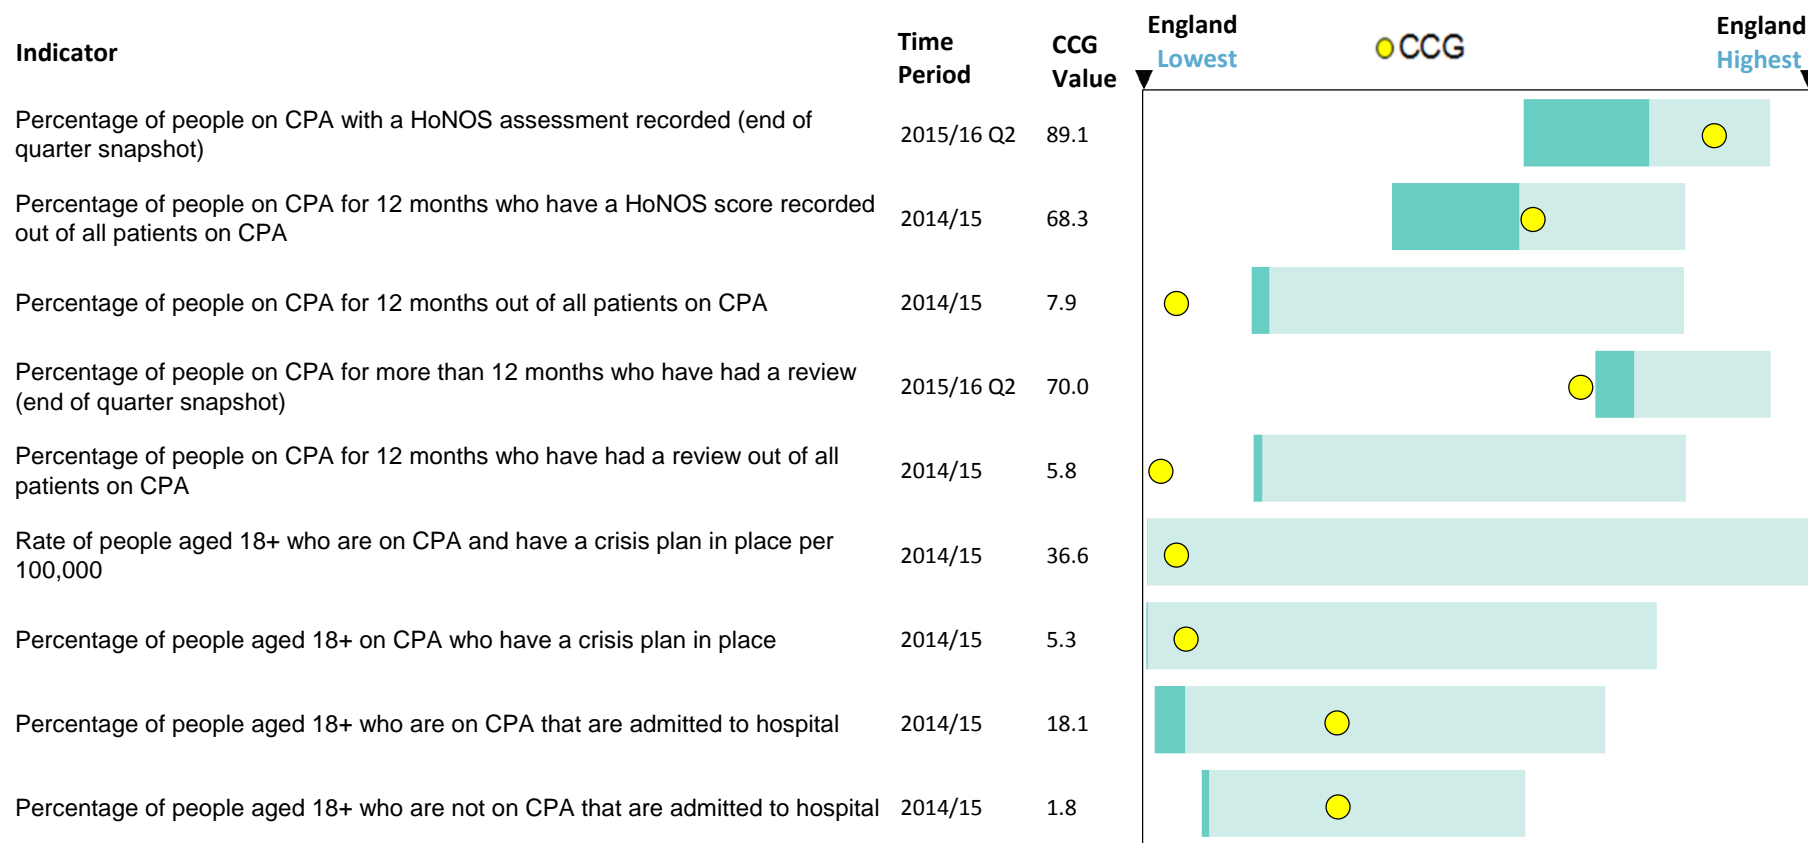 Indicator
Time
Period
CCG
Value
England
Lowest
CCG
England
Highest
Percentage of people on CPA with a HoNOS assessment recorded (end of
quarter snapshot)
2015/16 Q2
89.1
Percentage of people on CPA for 12 months who have a HoNOS score recorded
out of all patients on CPA
2014/15
68.3
Percentage of people on CPA for 12 months out of all patients on CPA
2014/15
7.9
Percentage of people on CPA for more than 12 months who have had a review
(end of quarter snapshot)
2015/16 Q2
70.0
Percentage of people on CPA for 12 months who have had a review out of all
patients on CPA
2014/15
5.8
Rate of people aged 18+ who are on CPA and have a crisis plan in place per
100,000
2014/15
36.6
Percentage of people aged 18+ on CPA who have a crisis plan in place
2014/15
5.3
Percentage of people aged 18+ who are on CPA that are admitted to hospital
2014/15
18.1
Percentage of people aged 18+ who are not on CPA that are admitted to hospital
2014/15
1.8